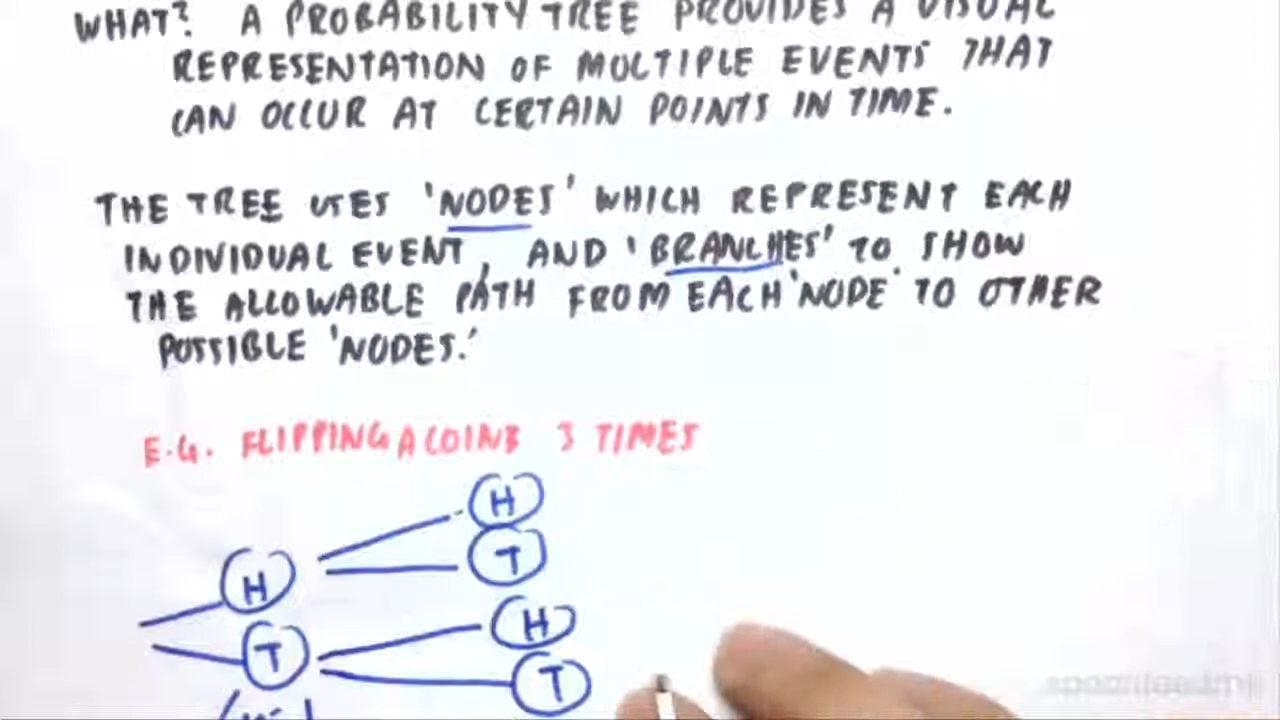 WHAT? A PROBABILITY TREE PROVIDES A VISUAL
REPRESENTATION OF MULTIPLE EVENTS THAT
CAN OCCUR AT CERTAIN POINTS IN TIME.
THE TREE USES 'NODES' WHICH REPRESENT EACH
INDIVIDUAL EVENT, AND 'BRANCHES' TO SHOW
THE ALLOWABLE PATH FROM EACH 'NODE' TO OTHER
POSSIBLE 'NODES.'
E.G. FLIPPING A COIN 3 TIMES
H
T
H
T
H
T